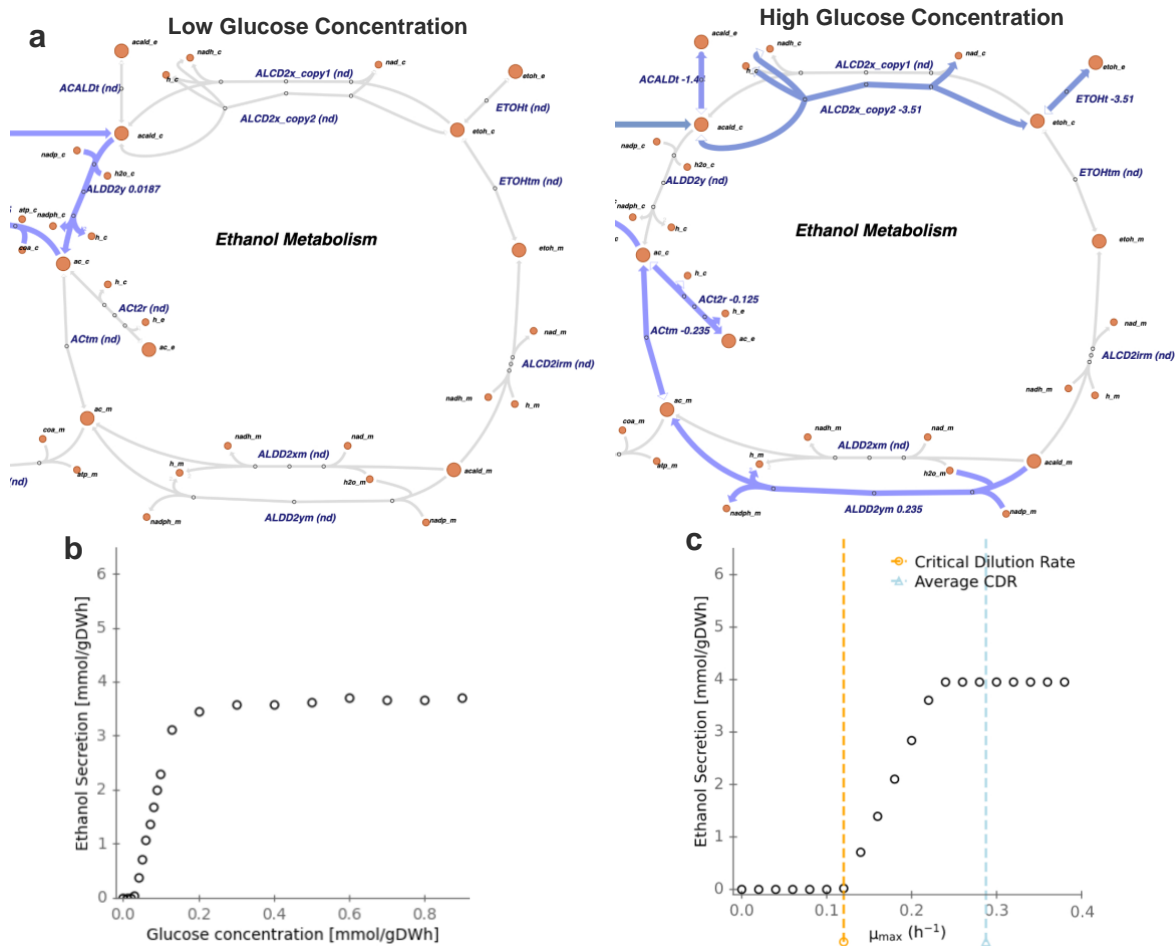 a
Low Glucose Concentration
High Glucose Concentration
acald_e
nadh_c
h_c
ALCD2x_copy1 (nd)
nad_c
etoh_e
ACALDt (nd)
ALCD2x_copy2 (nd)
ETOHt (nd)
acald_c
etoh_c
nadp_c
h2o_c
ALDD2y 0.0187
ETOHtm (nd)
atp_c
nadph_c
h_c
coa_c
Ethanol Metabolism
ac_c
etoh_m
h_c
ACt2r (nd)
h_e
ACtm (nd)
ac_e
nad_m
ALCD2irm (nd)
nadh_m
h_m
ac_m
coa_m
nadh_m
nad_m
ALDD2xm (nd)
h_m
acald_m
atp_m
h2o_m
(nd)
nadph_m
ALDD2ym (nd)
nadp_m
acald_e
nadh_c
h_c
ALCD2x_copy1 (nd)
nad_c
etoh_e
ACALDt -1.4
ALCD2x_copy2 -3.51
ETOHt -3.51
acald_c
etoh_c
nadp_c
h2o_c
ALDD2y (nd)
ETOHtm (nd)
nadph_c
h_c
Ethanol Metabolism
ac_c
etoh_m
h_c
ACt2r -0.125
h_e
ACtm -0.235
ac_e
nad_m
ALCD2irm (nd)
nadh_m
h_m
ac_m
coa_m
nadh_m
nad_m
ALDD2xm (nd)
h_m
acald_m
atp_m
h2o_m
nadph_m
ALDD2ym 0.235
nadp_m
b
Ethanol Secretion [mmol/gDWh]
6
5
4
3
2
1
0
0.0
0.2
0.4
0.6
0.8
Glucose concentration [mmol/gDWh]
c
Critical Dilution Rate
Average CDR
Ethanol Secretion [mmol/gDWh]
6
5
4
3
2
1
0
0.0
0.1
0.2
0.3
0.4
µmax (h⁻¹)